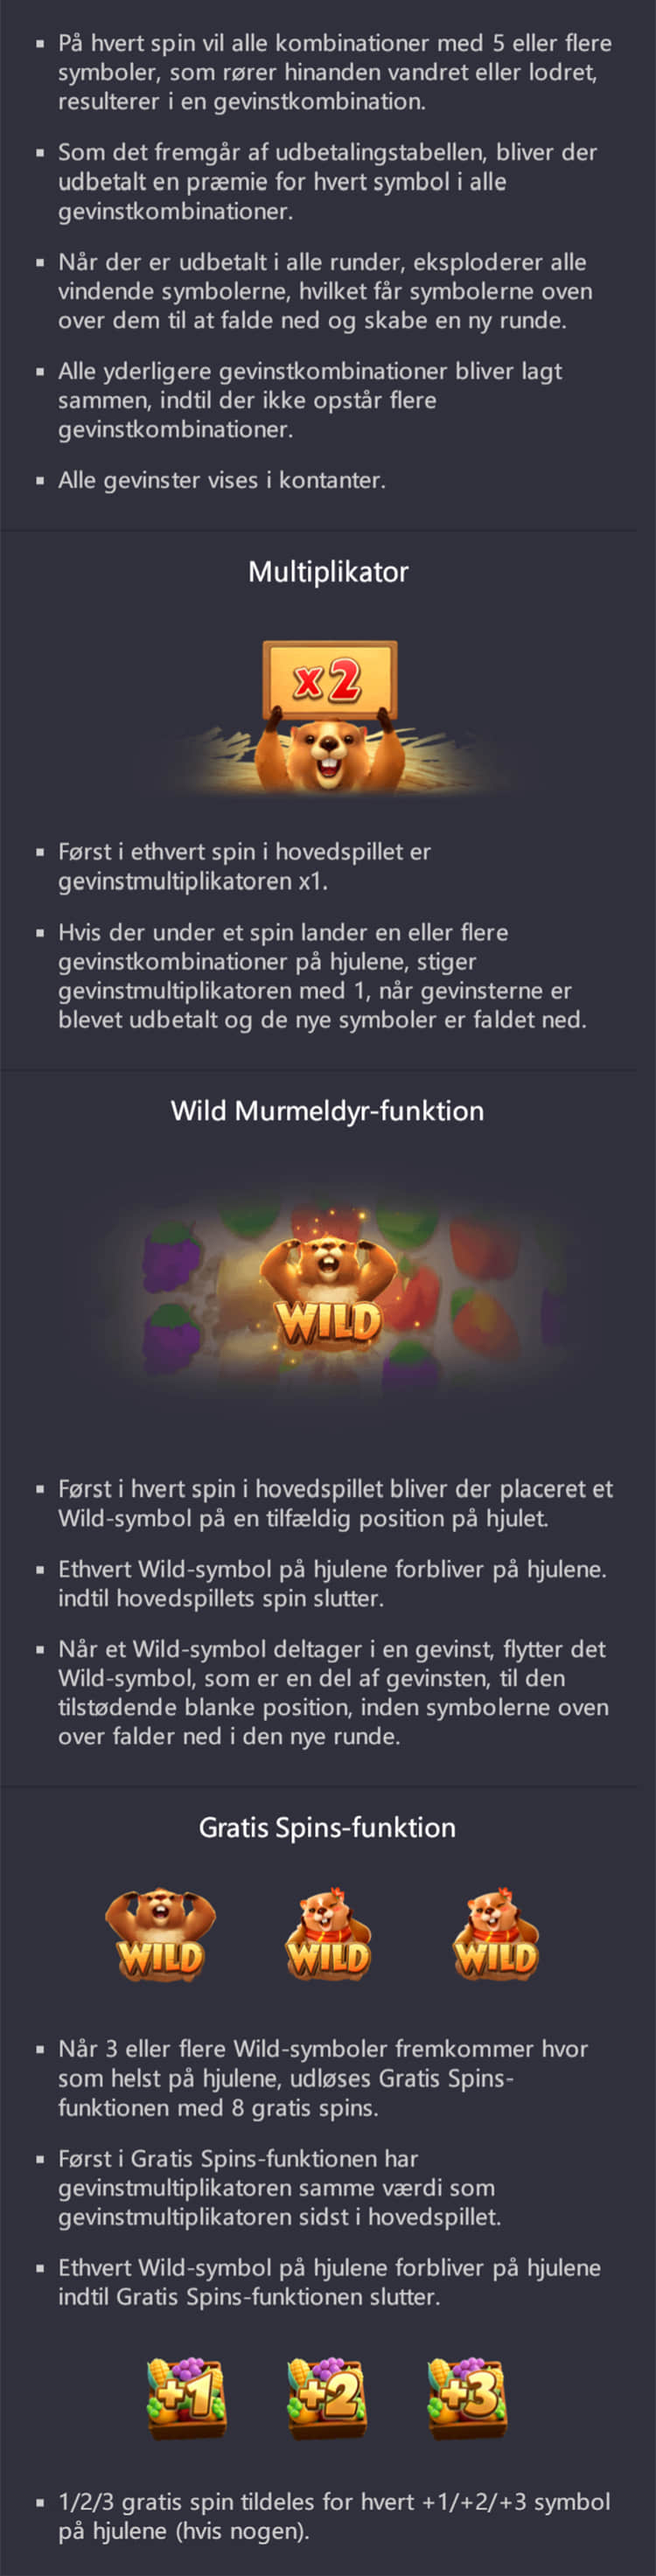 ▪ På hvert spin vil alle kombinationer med 5 eller flere
symboler, som rører hinanden vandret eller lodret,
resulterer i en gevinstkombination.
▪ Som det fremgår af udbetalingstabellen, bliver der
udbetalt en præmie for hvert symbol i alle
gevinstkombinationer.
▪ Når der er udbetalt i alle runder, eksploderer alle
vindende symbolerne, hvilket får symbolerne oven
over dem til at falde ned og skabe en ny runde.
▪ Alle yderligere gevinstkombinationer bliver lagt
sammen, indtil der ikke opstår flere
gevinstkombinationer.
▪ Alle gevinster vises i kontanter.
Multiplikator
x2
▪ Først i ethvert spin i hovedspillet er
gevinstmultiplikatoren x1.
▪ Hvis der under et spin lander en eller flere
gevinstkombinationer på hjulene, stiger
gevinstmultiplikatoren med 1, når gevinsterne er
blevet udbetalt og de nye symboler er faldet ned.
Wild Murmeldyr-funktion
WILD
▪ Først i hvert spin i hovedspillet bliver der placeret et
Wild-symbol på en tilfældig position på hjulet.
▪ Ethvert Wild-symbol på hjulene forbliver på hjulene.
indtil hovedspillets spin slutter.
▪ Når et Wild-symbol deltager i en gevinst, flytter det
Wild-symbol, som er en del af gevinsten, til den
tilstødende blanke position, inden symbolerne oven
over falder ned i den nye runde.
Gratis Spins-funktion
WILD WILD WILD
▪ Når 3 eller flere Wild-symboler fremkommer hvor
som helst på hjulene, udløses Gratis Spins-
funktionen med 8 gratis spins.
▪ Først i Gratis Spins-funktionen har
gevinstmultiplikatoren samme værdi som
gevinstmultiplikatoren sidst i hovedspillet.
▪ Ethvert Wild-symbol på hjulene forbliver på hjulene
indtil Gratis Spins-funktionen slutter.
+1 +2 +3
▪ 1/2/3 gratis spin tildeles for hvert +1/+2/+3 symbol
på hjulene (hvis nogen).